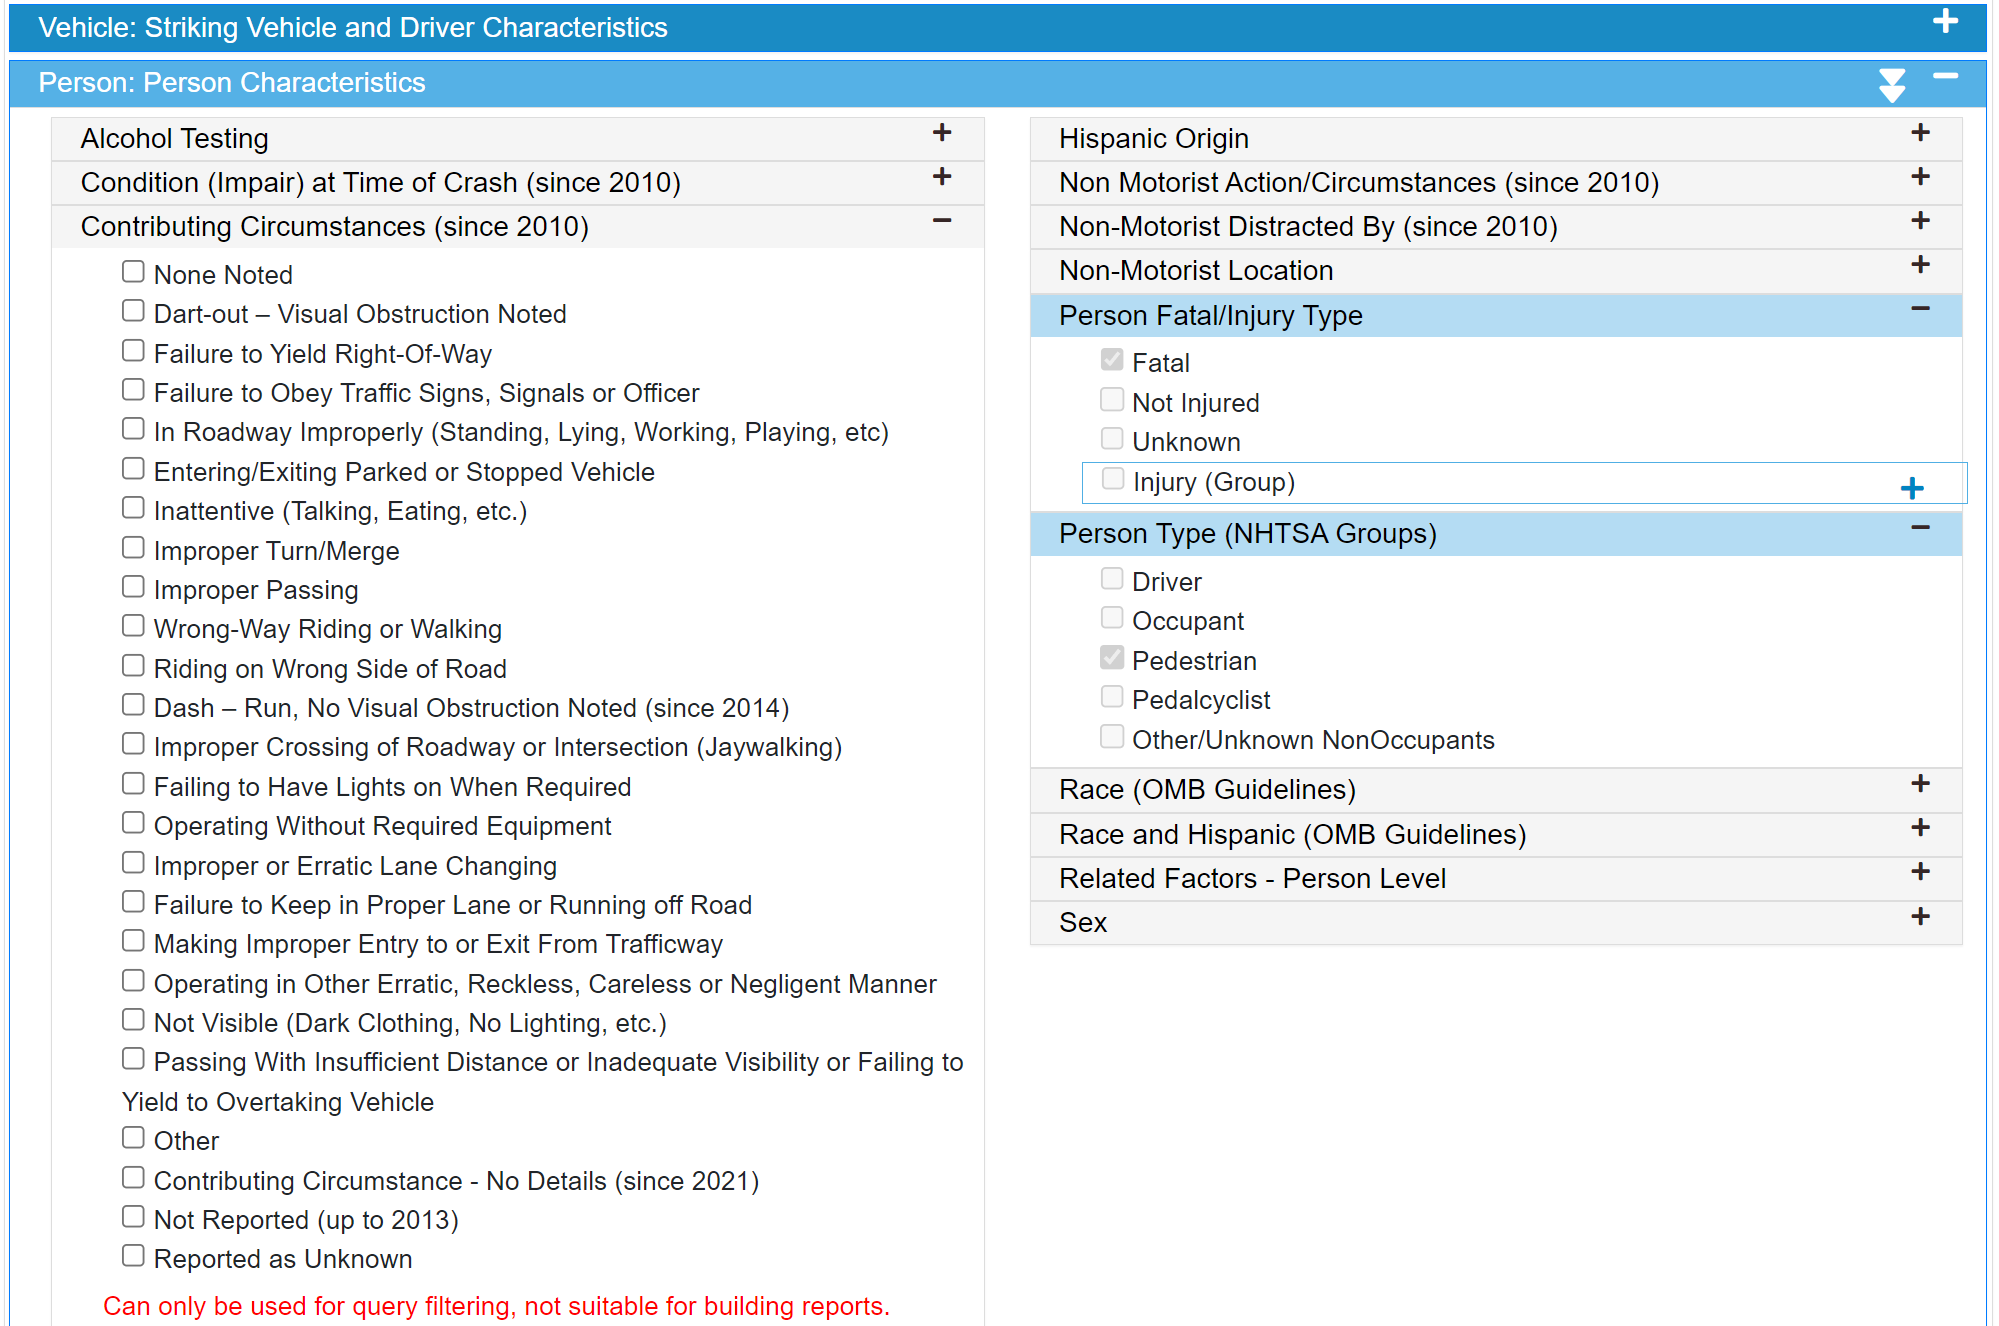 Vehicle: Striking Vehicle and Driver Characteristics
Person: Person Characteristics
Alcohol Testing
Condition (Impair) at Time of Crash (since 2010)
Contributing Circumstances (since 2010)
None Noted
Dart-out – Visual Obstruction Noted
Failure to Yield Right-Of-Way
Failure to Obey Traffic Signs, Signals or Officer
In Roadway Improperly (Standing, Lying, Working, Playing, etc)
Entering/Exiting Parked or Stopped Vehicle
Inattentive (Talking, Eating, etc.)
Improper Turn/Merge
Improper Passing
Wrong-Way Riding or Walking
Riding on Wrong Side of Road
Dash – Run, No Visual Obstruction Noted (since 2014)
Improper Crossing of Roadway or Intersection (Jaywalking)
Failing to Have Lights on When Required
Operating Without Required Equipment
Improper or Erratic Lane Changing
Failure to Keep in Proper Lane or Running off Road
Making Improper Entry to or Exit From Trafficway
Operating in Other Erratic, Reckless, Careless or Negligent Manner
Not Visible (Dark Clothing, No Lighting, etc.)
Passing With Insufficient Distance or Inadequate Visibility or Failing to
Yield to Overtaking Vehicle
Other
Contributing Circumstance - No Details (since 2021)
Not Reported (up to 2013)
Reported as Unknown
Can only be used for query filtering, not suitable for building reports.
Hispanic Origin
Non Motorist Action/Circumstances (since 2010)
Non-Motorist Distracted By (since 2010)
Non-Motorist Location
Person Fatal/Injury Type
Fatal
Not Injured
Unknown
Injury (Group)
Person Type (NHTSA Groups)
Driver
Occupant
Pedestrian
Pedalcyclist
Other/Unknown NonOccupants
Race (OMB Guidelines)
Race and Hispanic (OMB Guidelines)
Related Factors - Person Level
Sex